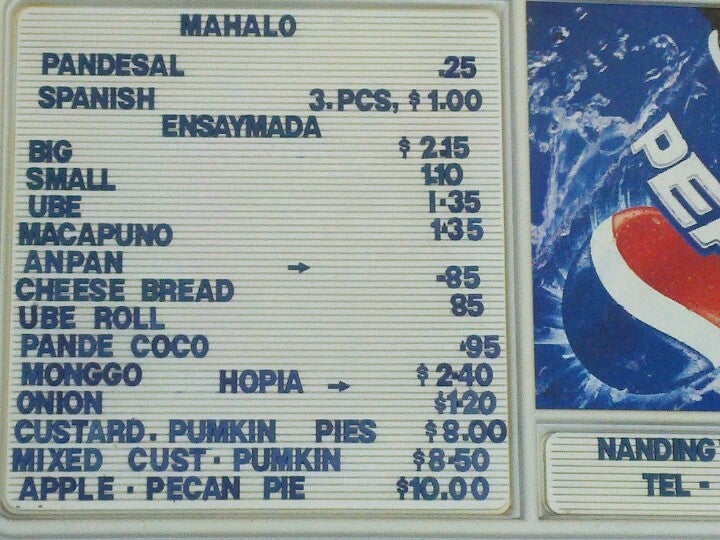 MAHALO
PANDESAL .25
SPANISH 3.PCS, $1.00
ENSAYMADA
BIG $2.15
SMALL 1.10
UBE 1.35
MACAPUNO 1.35
ANPAN →
CHEESE BREAD .85
UBE ROLL 85
PANDE COCO .95
MONGGO HOPIA → $2.40
ONION $1.20
CUSTARD. PUMKIN PIES $8.00
MIXED CUST. PUMKIN $8.50
APPLE. PECAN PIE $10.00
NANDING
TEL -